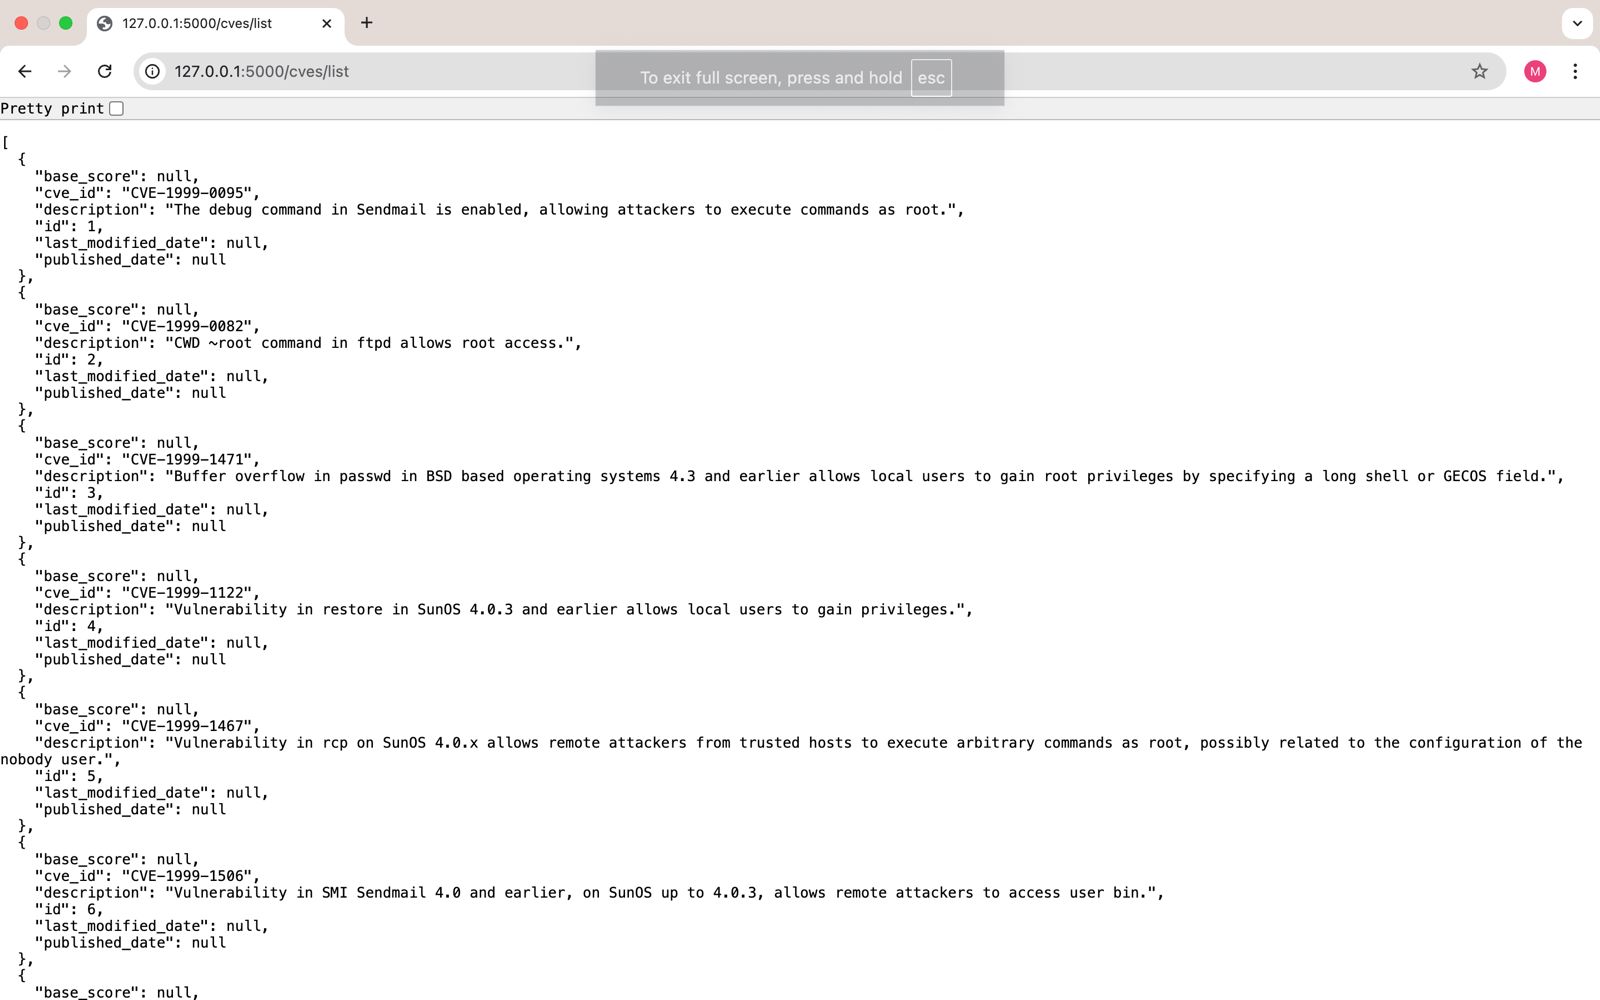 127.0.0.1:5000/cves/list
127.0.0.1:5000/cves/list
To exit full screen, press and hold esc
M
Pretty print
[
  {
    "base_score": null,
    "cve_id": "CVE-1999-0095",
    "description": "The debug command in Sendmail is enabled, allowing attackers to execute commands as root.",
    "id": 1,
    "last_modified_date": null,
    "published_date": null
  },
  {
    "base_score": null,
    "cve_id": "CVE-1999-0082",
    "description": "CWD ~root command in ftpd allows root access.",
    "id": 2,
    "last_modified_date": null,
    "published_date": null
  },
  {
    "base_score": null,
    "cve_id": "CVE-1999-1471",
    "description": "Buffer overflow in passwd in BSD based operating systems 4.3 and earlier allows local users to gain root privileges by specifying a long shell or GECOS field.",
    "id": 3,
    "last_modified_date": null,
    "published_date": null
  },
  {
    "base_score": null,
    "cve_id": "CVE-1999-1122",
    "description": "Vulnerability in restore in SunOS 4.0.3 and earlier allows local users to gain privileges.",
    "id": 4,
    "last_modified_date": null,
    "published_date": null
  },
  {
    "base_score": null,
    "cve_id": "CVE-1999-1467",
    "description": "Vulnerability in rcp on SunOS 4.0.x allows remote attackers from trusted hosts to execute arbitrary commands as root, possibly related to the configuration of the
nobody user.",
    "id": 5,
    "last_modified_date": null,
    "published_date": null
  },
  {
    "base_score": null,
    "cve_id": "CVE-1999-1506",
    "description": "Vulnerability in SMI Sendmail 4.0 and earlier, on SunOS up to 4.0.3, allows remote attackers to access user bin.",
    "id": 6,
    "last_modified_date": null,
    "published_date": null
  },
  {
    "base_score": null,